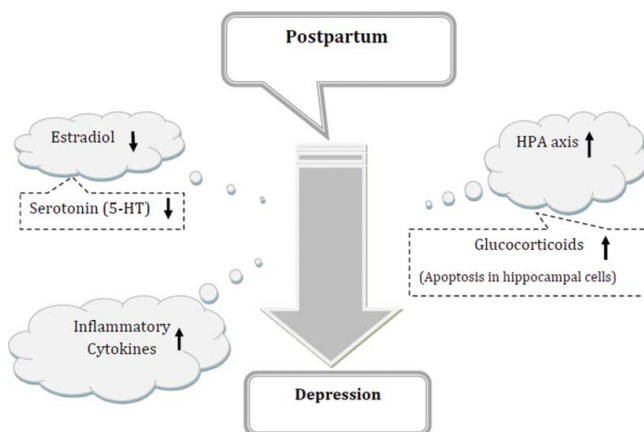 Postpartum
Estradiol
Serotonin (5-HT)
HPA axis
Glucocorticoids
(Apoptosis in hippocampal cells)
Inflammatory
Cytokines
Depression